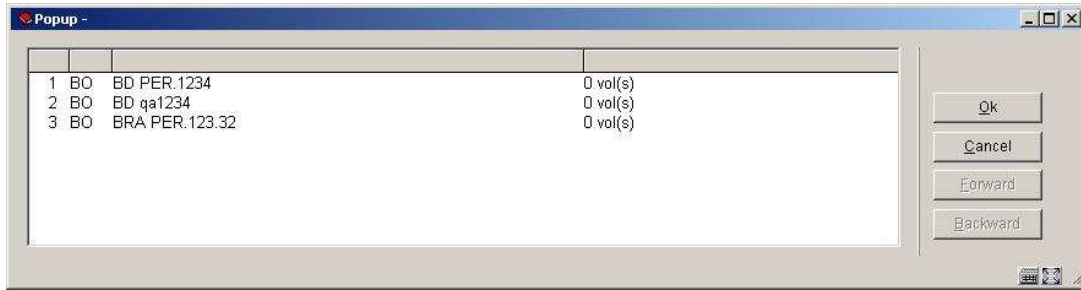 Popup -
1 BO BD PER.1234 0 vol(s)
2 BO BD qa1234 0 vol(s)
3 BO BRA PER.123.32 0 vol(s)
Ok
Cancel
Forward
Backward